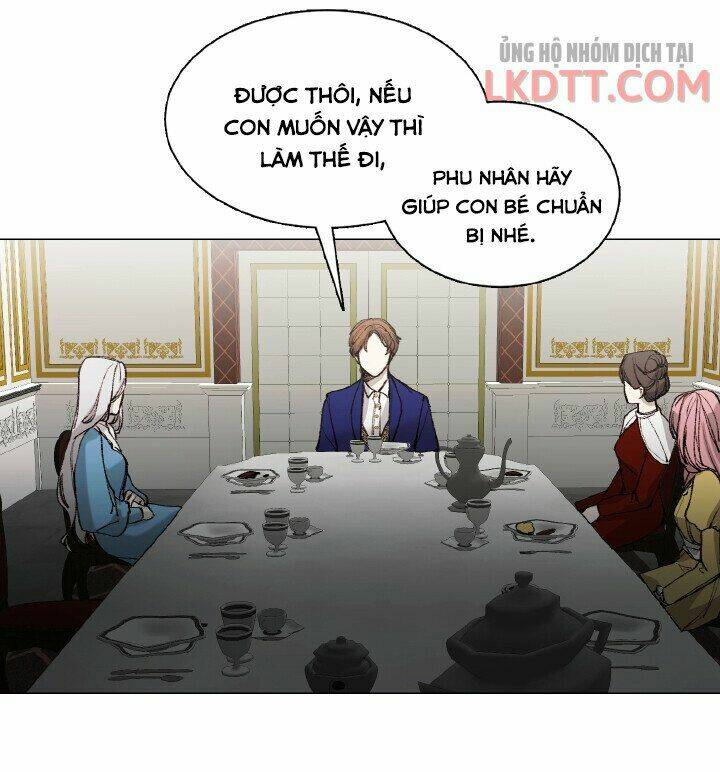 ỦNG HỘ NHÓM DỊCH TẠI
LKDTT.COM
ĐƯỢC THÔI, NẾU
CON MUỐN VẬY THÌ
LÀM THẾ ĐI,
PHU NHÂN HÃY
GIÚP CON BÉ CHUẨN
BỊ NHÉ.